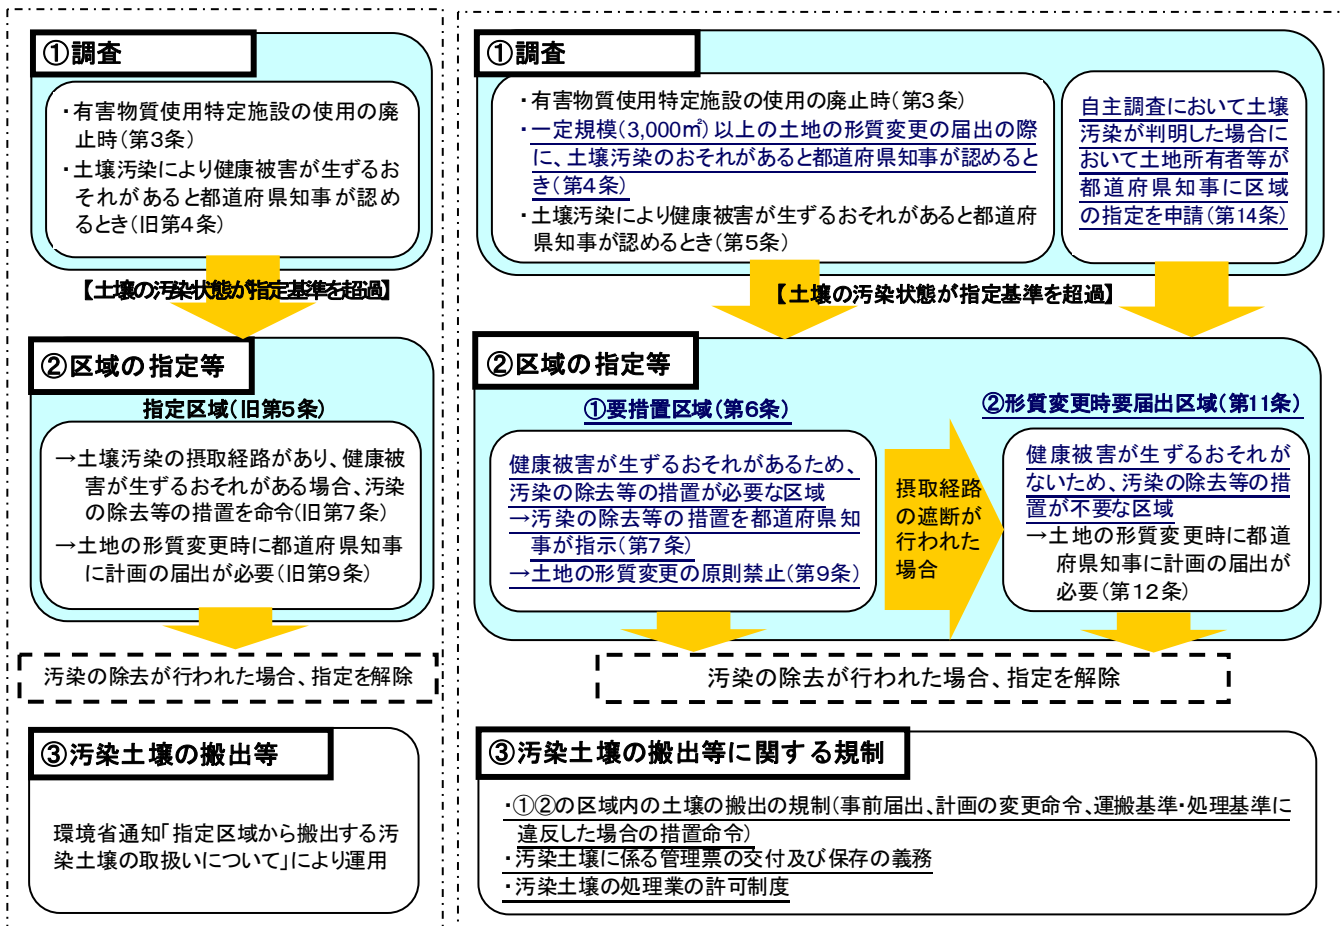 ①調査
・有害物質使用特定施設の使用の廃
止時(第3条)
・土壌汚染により健康被害が生ずるお
それがあると都道府県知事が認め
るとき(旧第4条)
【土壌の汚染状態が指定基準を超過】
②区域の指定等
指定区域(旧第5条)
→土壌汚染の摂取経路があり、健康被
害が生ずるおそれがある場合、汚染
の除去等の措置を命令(旧第7条)
→土地の形質変更時に都道府県知事
に計画の届出が必要(旧第9条)
汚染の除去が行われた場合、指定を解除
③汚染土壌の搬出等
環境省通知「指定区域から搬出する汚
染土壌の取扱いについて」により運用
①調査
・有害物質使用特定施設の使用の廃止時(第3条)
・一定規模(3,000㎡)以上の土地の形質変更の届出の際
に、土壌汚染のおそれがあると都道府県知事が認めると
き(第4条)
・土壌汚染により健康被害が生ずるおそれがあると都道府
県知事が認めるとき(第5条)
自主調査において土壌
汚染が判明した場合に
おいて土地所有者等が
都道府県知事に区域
の指定を申請(第14条)
【土壌の汚染状態が指定基準を超過】
②区域の指定等
①要措置区域(第6条)
健康被害が生ずるおそれがあるため、
汚染の除去等の措置が必要な区域
→汚染の除去等の措置を都道府県知
事が指示(第7条)
→土地の形質変更の原則禁止(第9条)
摂取経路
の遮断が
行われた
場合
②形質変更時要届出区域(第11条)
健康被害が生ずるおそれが
ないため、汚染の除去等の措
置が不要な区域
→土地の形質変更時に都道
府県知事に計画の届出が
必要(第12条)
汚染の除去が行われた場合、指定を解除
③汚染土壌の搬出等に関する規制
・①②の区域内の土壌の搬出の規制(事前届出、計画の変更命令、運搬基準・処理基準に
違反した場合の措置命令)
・汚染土壌に係る管理票の交付及び保存の義務
・汚染土壌の処理業の許可制度